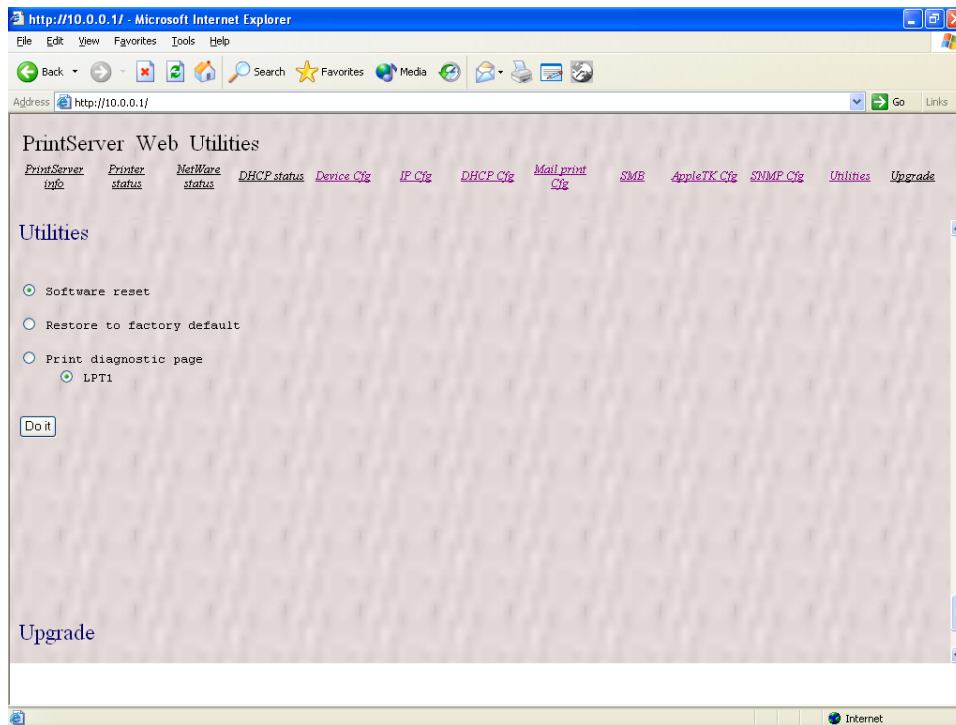 http://10.0.0.1/ - Microsoft Internet Explorer
File Edit View Favorites Tools Help
Back Search Favorites Media
Address http://10.0.0.1/ Go Links
PrintServer Web Utilities
PrintServer info Printer status NetWare status DHCP status Device Cfg IP Cfg DHCP Cfg Mail print Cfg SMB AppleTK Cfg SNMP Cfg Utilities Upgrade
Utilities
Software reset
Restore to factory default
Print diagnostic page
LPT1
Do it
Upgrade
Internet